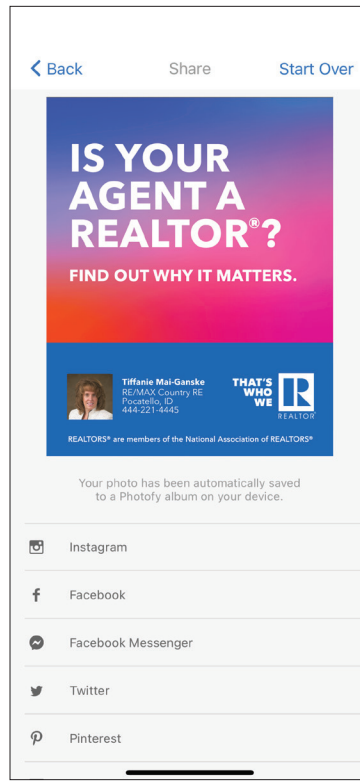 Back
Share
Start Over
IS YOUR
AGENT A
REALTOR®?
FIND OUT WHY IT MATTERS.
Tiffanie Mai-Ganske
RE/MAX Country RE
Pocatello, ID
444-221-4445
THAT'S
WHO
WE
R
REALTOR
REALTORS® are members of the National Association of REALTORS®
Your photo has been automatically saved
to a Photofy album on your device.
Instagram
Facebook
Facebook Messenger
Twitter
Pinterest